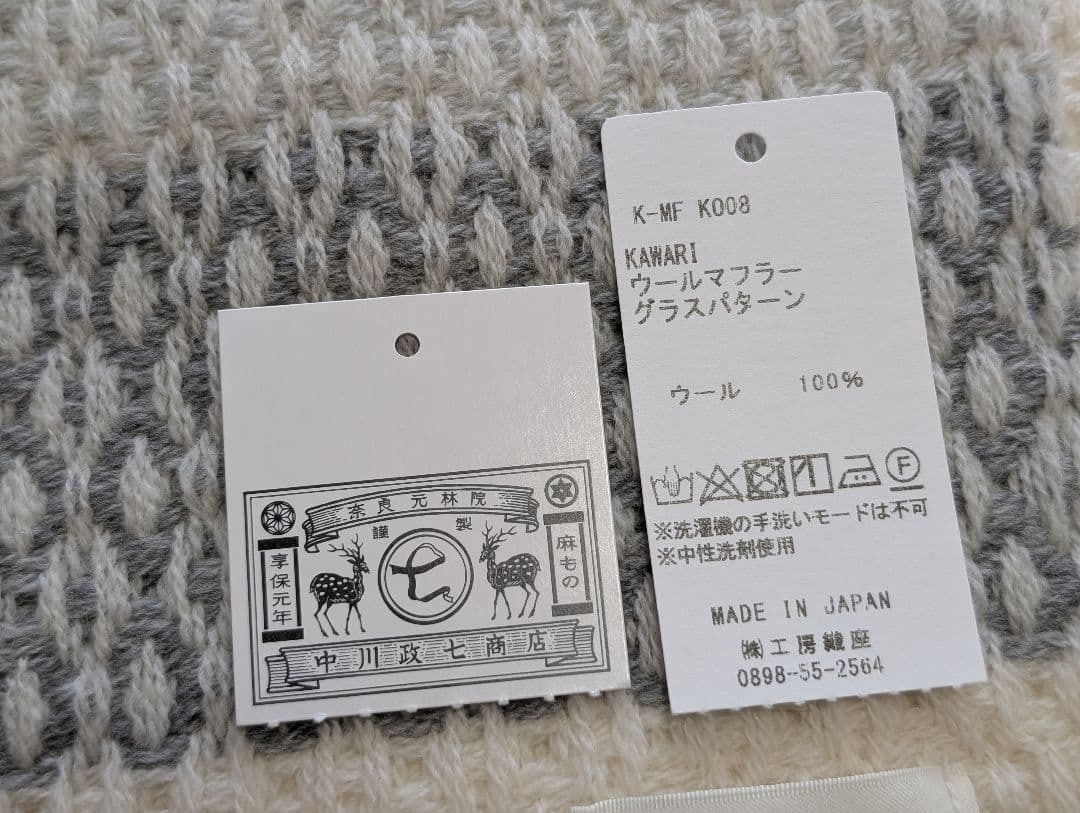 奈良元林院
謹製
享保元年
麻もの
七
中川政七商店
K-MF K008
KAWARI
ウールマフラー
グラスパターン
ウール 100%
F
※洗濯機の手洗いモードは不可
※中性洗剤使用
MADE IN JAPAN
㈱工房織座
0898-55-2564